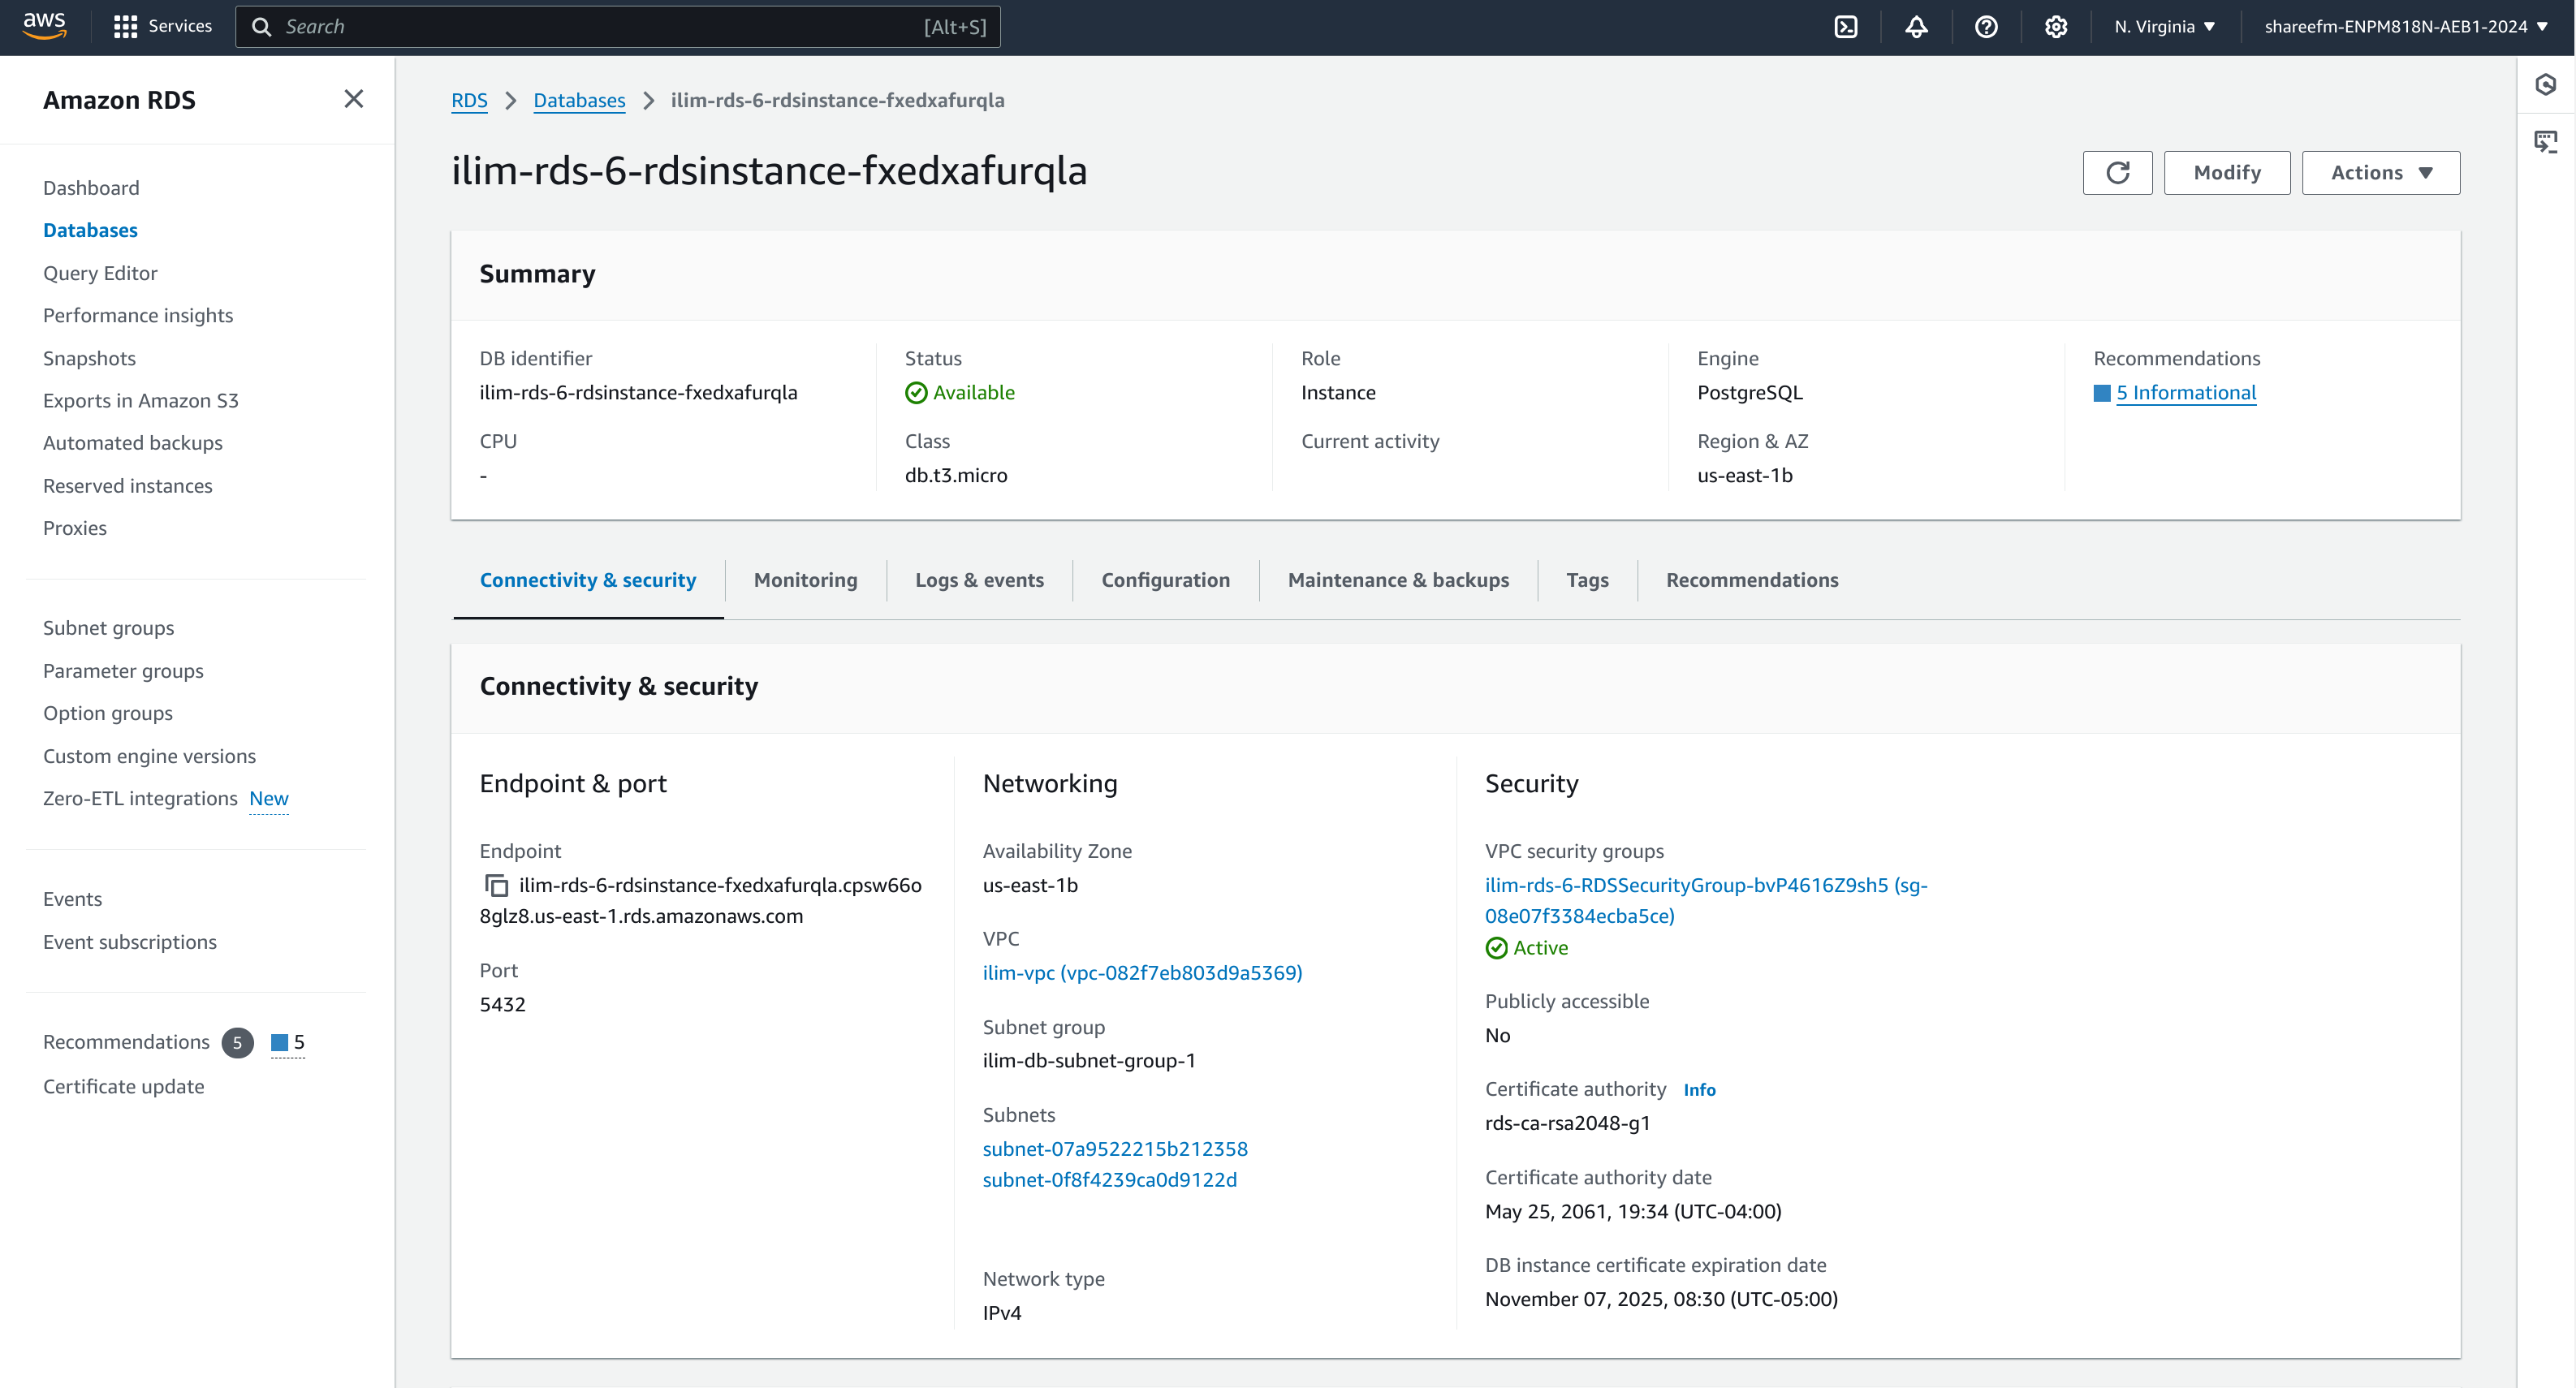 aws
Services
Search
[Alt+S]
N. Virginia
shareefm-ENPM818N-AEB1-2024
Amazon RDS
Dashboard
Databases
Query Editor
Performance insights
Snapshots
Exports in Amazon S3
Automated backups
Reserved instances
Proxies
Subnet groups
Parameter groups
Option groups
Custom engine versions
Zero-ETL integrations New
Events
Event subscriptions
Recommendations 5 5
Certificate update
RDS > Databases > ilim-rds-6-rdsinstance-fxedxafurqla
ilim-rds-6-rdsinstance-fxedxafurqla
Modify
Actions
Summary
DB identifier
ilim-rds-6-rdsinstance-fxedxafurqla
CPU
-
Status
Available
Class
db.t3.micro
Role
Instance
Current activity
Engine
PostgreSQL
Region & AZ
us-east-1b
Recommendations
5 Informational
Connectivity & security
Monitoring
Logs & events
Configuration
Maintenance & backups
Tags
Recommendations
Connectivity & security
Endpoint & port
Endpoint
ilim-rds-6-rdsinstance-fxedxafurqla.cpsw66o
8glz8.us-east-1.rds.amazonaws.com
Port
5432
Networking
Availability Zone
us-east-1b
VPC
ilim-vpc (vpc-082f7eb803d9a5369)
Subnet group
ilim-db-subnet-group-1
Subnets
subnet-07a9522215b212358
subnet-0f8f4239ca0d9122d
Network type
IPv4
Security
VPC security groups
ilim-rds-6-RDSSecurityGroup-bvP4616Z9sh5 (sg-
08e07f3384ecba5ce)
Active
Publicly accessible
No
Certificate authority Info
rds-ca-rsa2048-g1
Certificate authority date
May 25, 2061, 19:34 (UTC-04:00)
DB instance certificate expiration date
November 07, 2025, 08:30 (UTC-05:00)